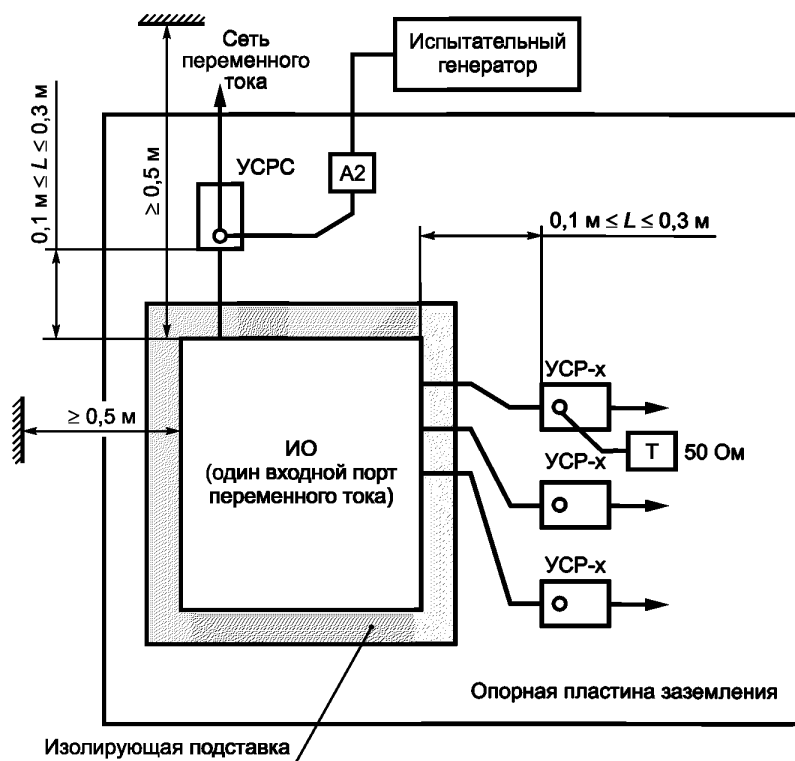 Сеть
переменного
тока
Испытательный
генератор
УСРС
А2
0,1 м ≤ L ≤ 0,3 м
≥ 0,5 м
0,1 м ≤ L ≤ 0,3 м
УСР-х
Т 50 Ом
≥ 0,5 м
ИО
(один входной порт
переменного тока)
УСР-х
УСР-х
Опорная пластина заземления
Изолирующая подставка